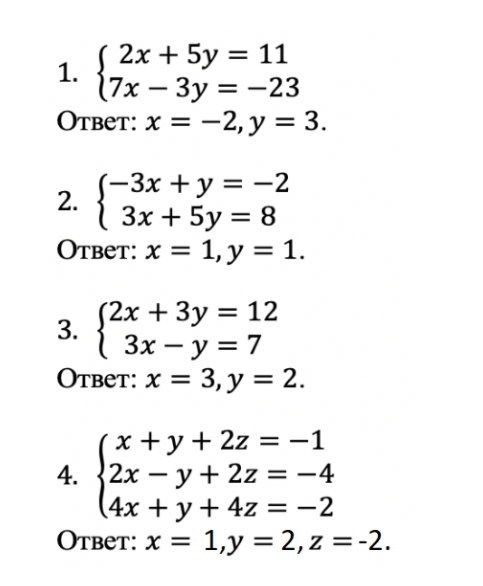 1. { 2x + 5y = 11
7x − 3y = −23
Ответ: x = −2, y = 3.
2. { −3x + y = −2
3x + 5y = 8
Ответ: x = 1, y = 1.
3. { 2x + 3y = 12
3x − y = 7
Ответ: x = 3, y = 2.
x + y + 2z = −1
4. { 2x − y + 2z = −4
4x + y + 4z = −2
Ответ: x = 1,y = 2, z = -2.